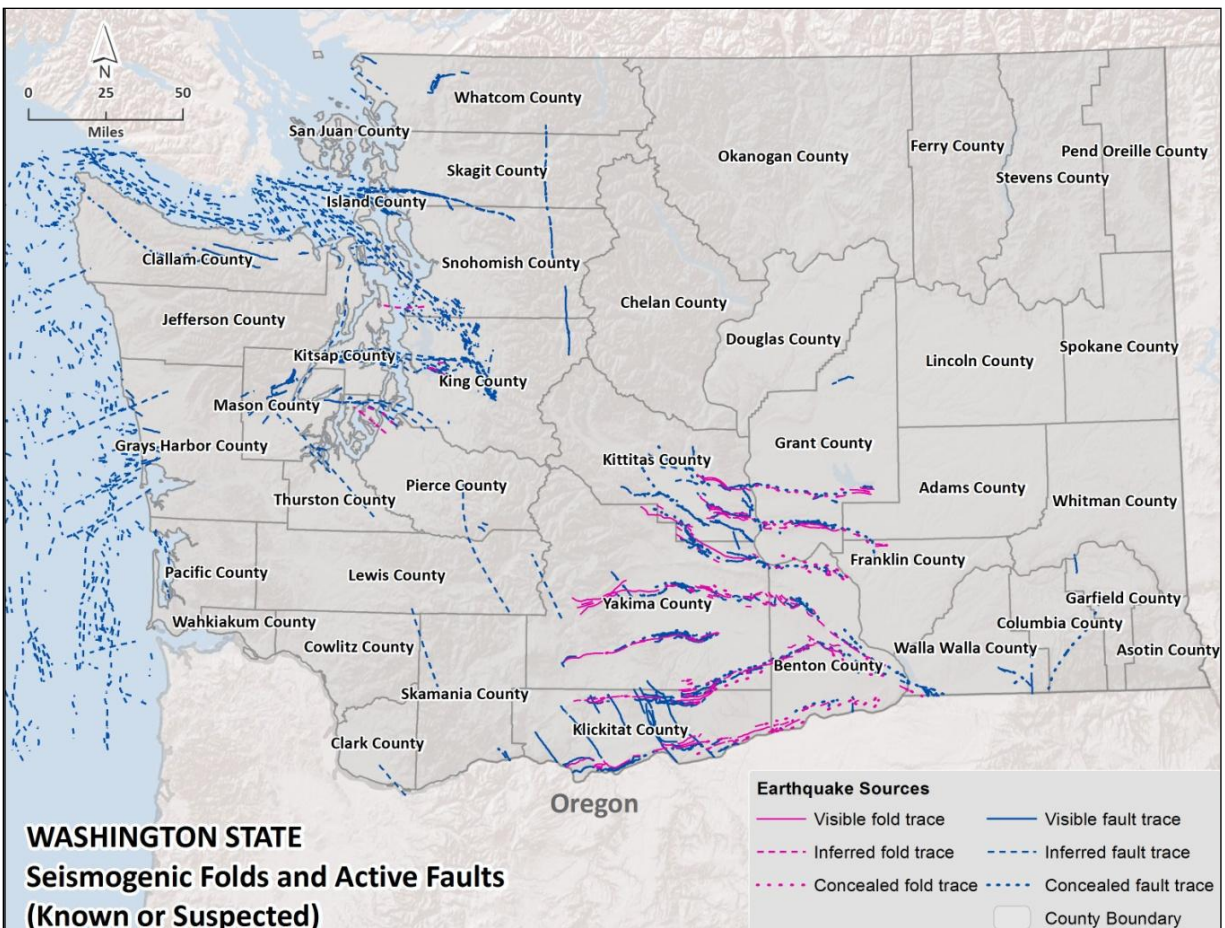 N
0 25 50
Miles
Whatcom County
San Juan County
Okanogan County
Ferry County
Pend Oreille County
Skagit County
Stevens County
Island County
Clallam County
Snohomish County
Chelan County
Jefferson County
Douglas County
Spokane County
Kitsap County
Lincoln County
King County
Mason County
Grays Harbor County
Grant County
Kittitas County
Pierce County
Adams County
Thurston County
Whitman County
Franklin County
Pacific County
Lewis County
Garfield County
Yakima County
Wahkiakum County
Columbia County
Cowlitz County
Walla Walla County
Asotin County
Benton County
Skamania County
Klickitat County
Clark County
Oregon
WASHINGTON STATE
Seismogenic Folds and Active Faults
(Known or Suspected)
Earthquake Sources
Visible fold trace
Visible fault trace
Inferred fold trace
Inferred fault trace
Concealed fold trace
Concealed fault trace
County Boundary